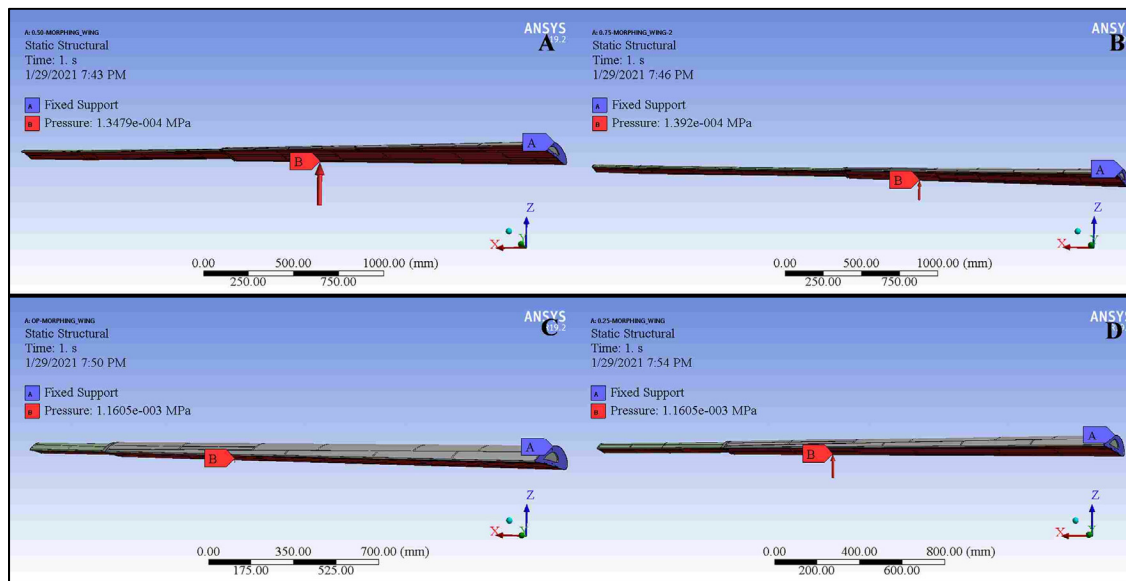 A: 0.50-MORPHING_WING
Static Structural
Time: 1. s
1/29/2021 7:43 PM
A Fixed Support
B Pressure: 1.3479e-004 MPa
ANSYS
R19.2
A
A
B
Z
X
Y
0.00 500.00 1000.00 (mm)
250.00 750.00
A: 0.75-MORPHING_WING-2
Static Structural
Time: 1. s
1/29/2021 7:46 PM
A Fixed Support
B Pressure: 1.392e-004 MPa
ANSYS
B
A
B
Z
X
Y
0.00 500.00 1000.00 (mm)
250.00 750.00
A: OP-MORPHING_WING
Static Structural
Time: 1. s
1/29/2021 7:50 PM
A Fixed Support
B Pressure: 1.1605e-003 MPa
ANSYS
R19.2
C
A
B
Z
X
Y
0.00 350.00 700.00 (mm)
175.00 525.00
A: 0.25-MORPHING_WING
Static Structural
Time: 1. s
1/29/2021 7:54 PM
A Fixed Support
B Pressure: 1.1605e-003 MPa
ANSYS
D
A
B
Z
X
Y
0.00 400.00 800.00 (mm)
200.00 600.00